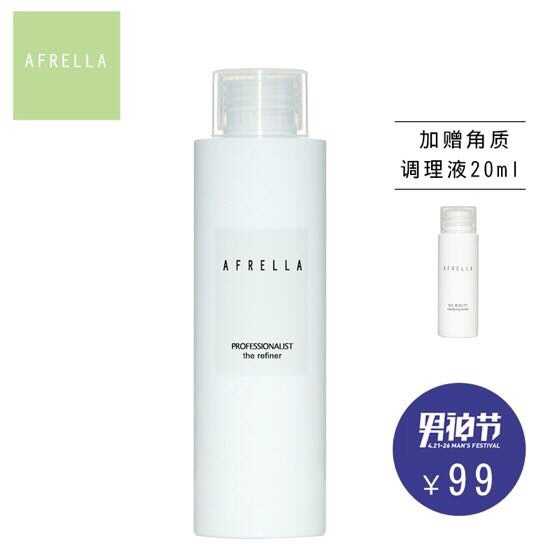 AFRELLA
加赠角质
调理液20ml
AFRELLA
PROFESSIONALIST
the refiner
AFRELLA
男神节
4.21-26 MAN'S FESTIVAL
￥99